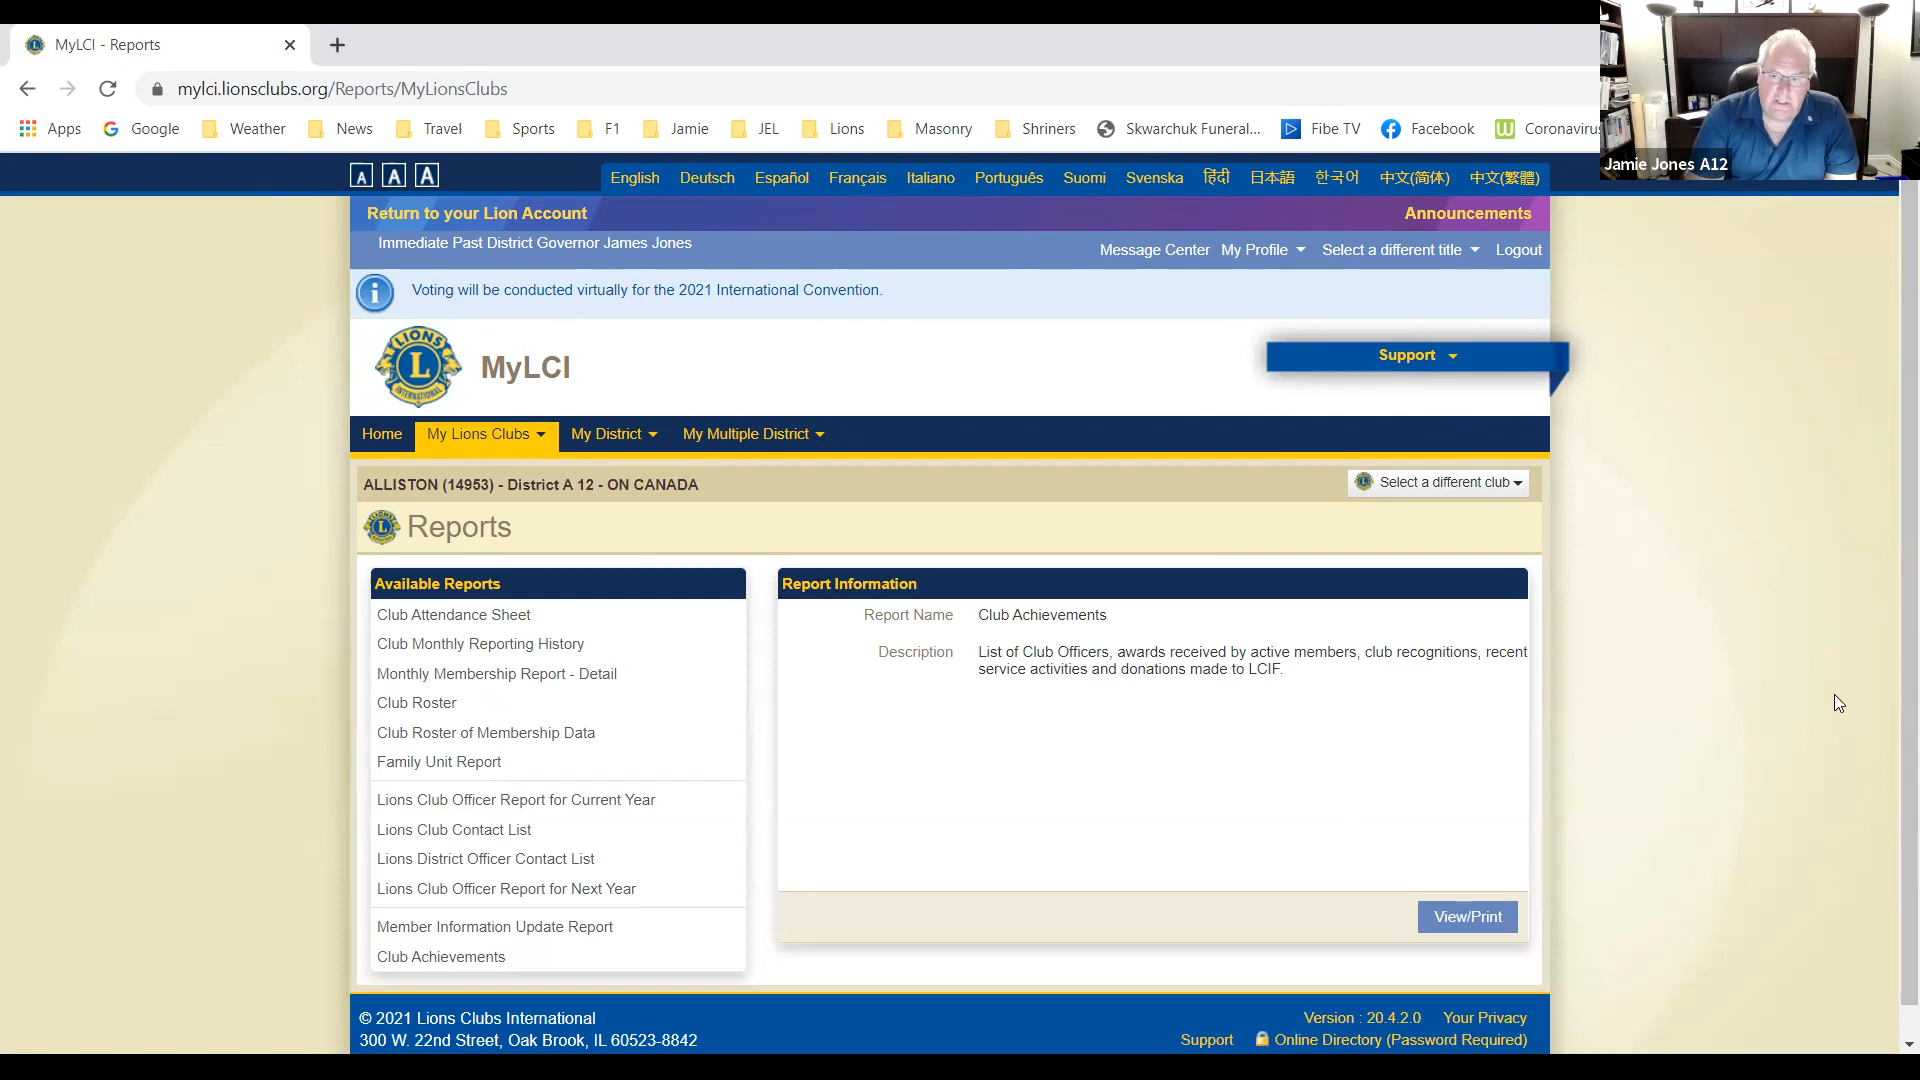 MyLCI - Reports
mylci.lionsclubs.org/Reports/MyLionsClubs
Apps Google Weather News Travel Sports F1 Jamie JEL Lions Masonry Shriners Skwarchuk Funeral... Fibe TV Facebook Coronavirus
Jamie Jones A12
A A A
English Deutsch Español Français Italiano Português Suomi Svenska हिंदी 日本語 한국어 中文(简体) 中文(繁體)
Return to your Lion Account Announcements
Immediate Past District Governor James Jones
Message Center My Profile Select a different title Logout
Voting will be conducted virtually for the 2021 International Convention.
LIONS
L
INTERNATIONAL
MyLCI
Support
Home My Lions Clubs My District My Multiple District
ALLISTON (14953) - District A 12 - ON CANADA
Select a different club
Reports
Available Reports
Club Attendance Sheet
Club Monthly Reporting History
Monthly Membership Report - Detail
Club Roster
Club Roster of Membership Data
Family Unit Report
Lions Club Officer Report for Current Year
Lions Club Contact List
Lions District Officer Contact List
Lions Club Officer Report for Next Year
Member Information Update Report
Club Achievements
Report Information
Report Name Club Achievements
Description List of Club Officers, awards received by active members, club recognitions, recent
service activities and donations made to LCIF.
View/Print
© 2021 Lions Clubs International
300 W. 22nd Street, Oak Brook, IL 60523-8842
Version : 20.4.2.0 Your Privacy
Support Online Directory (Password Required)